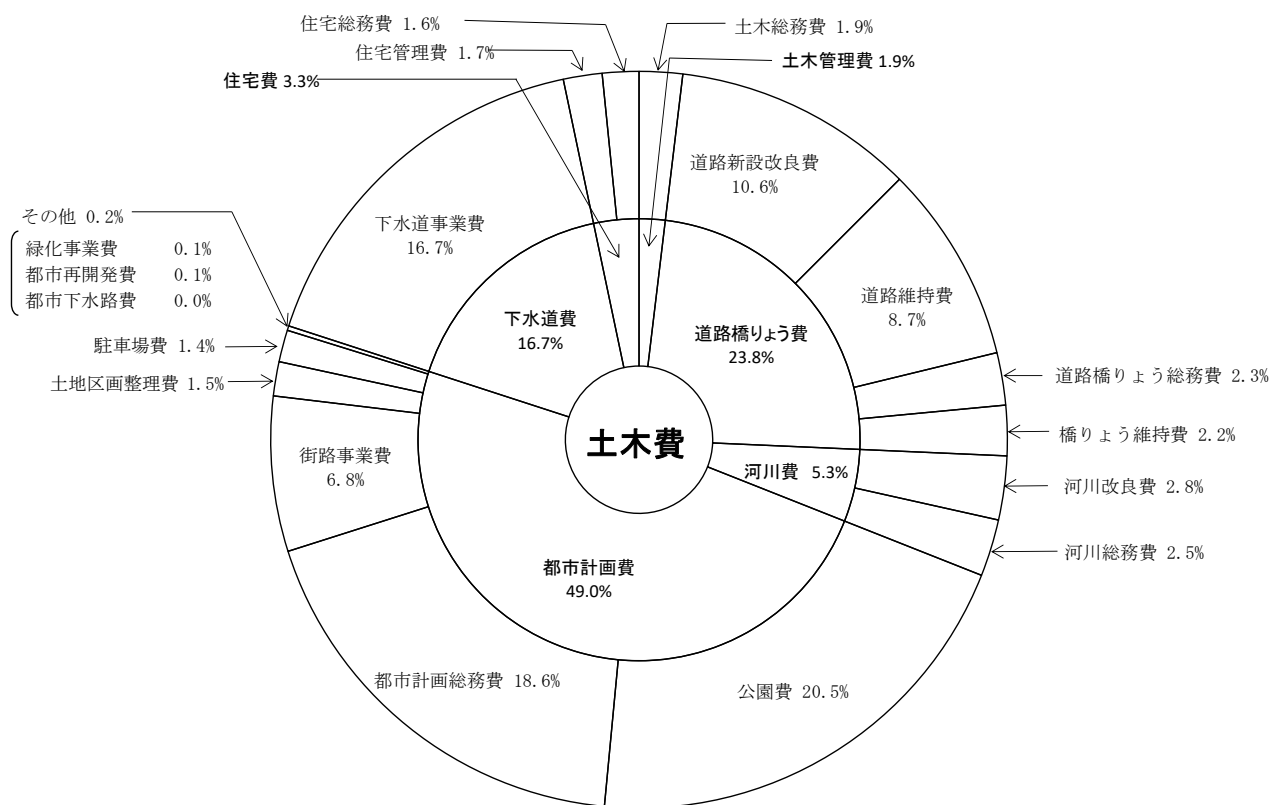 住宅総務費 1.6%
土木総務費 1.9%
住宅管理費 1.7%
土木管理費 1.9%
住宅費 3.3%
道路新設改良費
10.6%
下水道事業費
16.7%
その他 0.2%
緑化事業費 0.1%
都市再開発費 0.1%
都市下水路費 0.0%
道路維持費
8.7%
下水道費
16.7%
道路橋りょう費
23.8%
駐車場費 1.4%
土地区画整理費 1.5%
道路橋りょう総務費 2.3%
橋りょう維持費 2.2%
土木費
街路事業費
6.8%
河川費 5.3%
河川改良費 2.8%
河川総務費 2.5%
都市計画費
49.0%
都市計画総務費 18.6%
公園費 20.5%